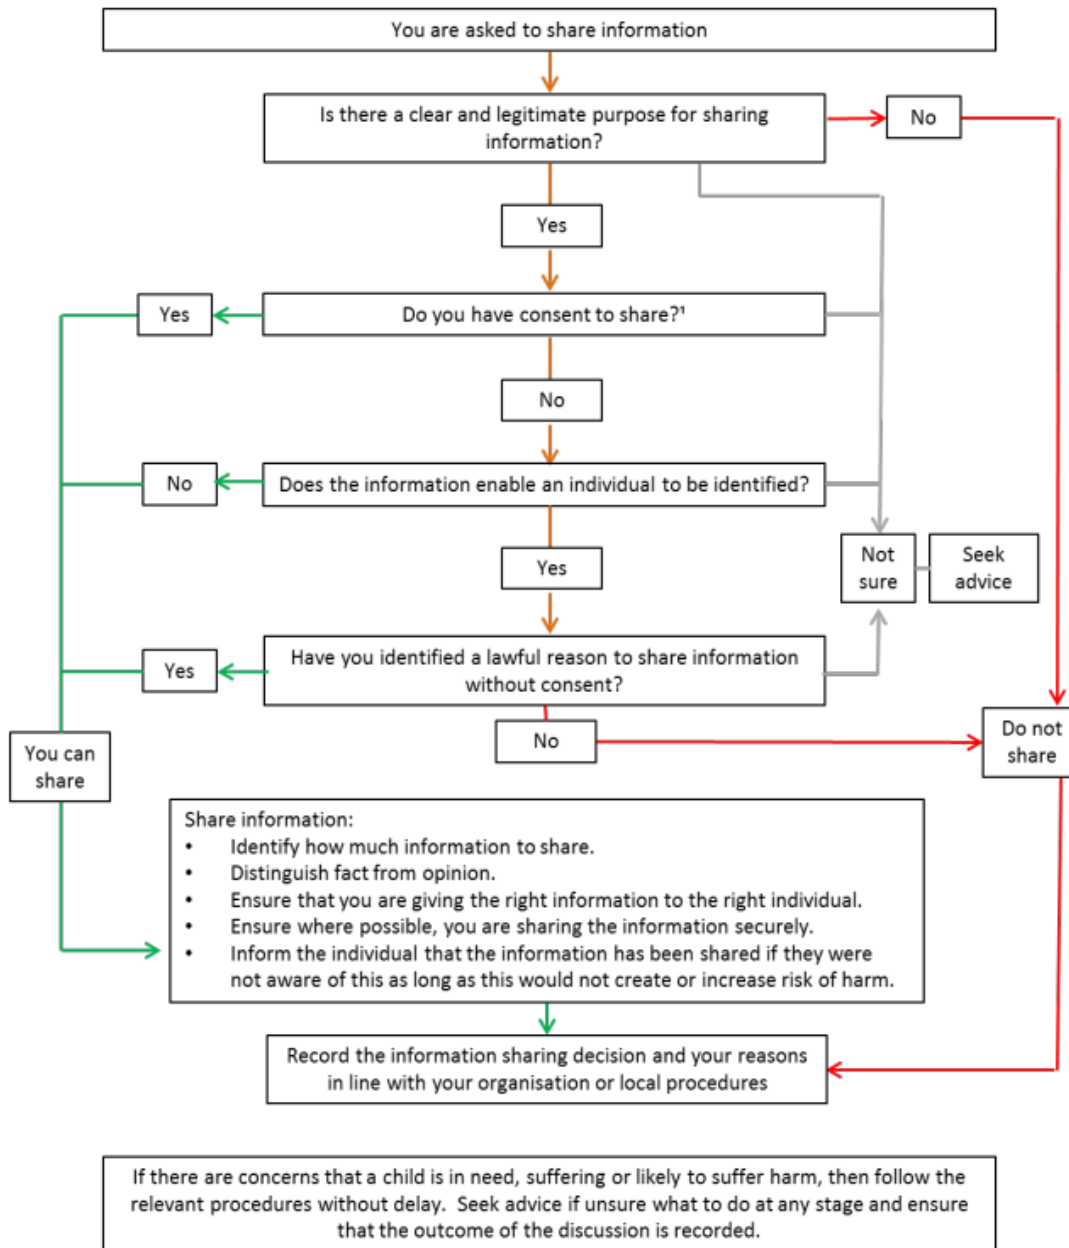 You are asked to share information
Is there a clear and legitimate purpose for sharing
information?
No
Yes
Yes
Do you have consent to share?¹
No
No
Does the information enable an individual to be identified?
Yes
Not
sure
Seek
advice
Yes
Have you identified a lawful reason to share information
without consent?
No
Do not
share
You can
share
Share information:
• Identify how much information to share.
• Distinguish fact from opinion.
• Ensure that you are giving the right information to the right individual.
• Ensure where possible, you are sharing the information securely.
• Inform the individual that the information has been shared if they were
not aware of this as long as this would not create or increase risk of harm.
Record the information sharing decision and your reasons
in line with your organisation or local procedures
If there are concerns that a child is in need, suffering or likely to suffer harm, then follow the
relevant procedures without delay. Seek advice if unsure what to do at any stage and ensure
that the outcome of the discussion is recorded.